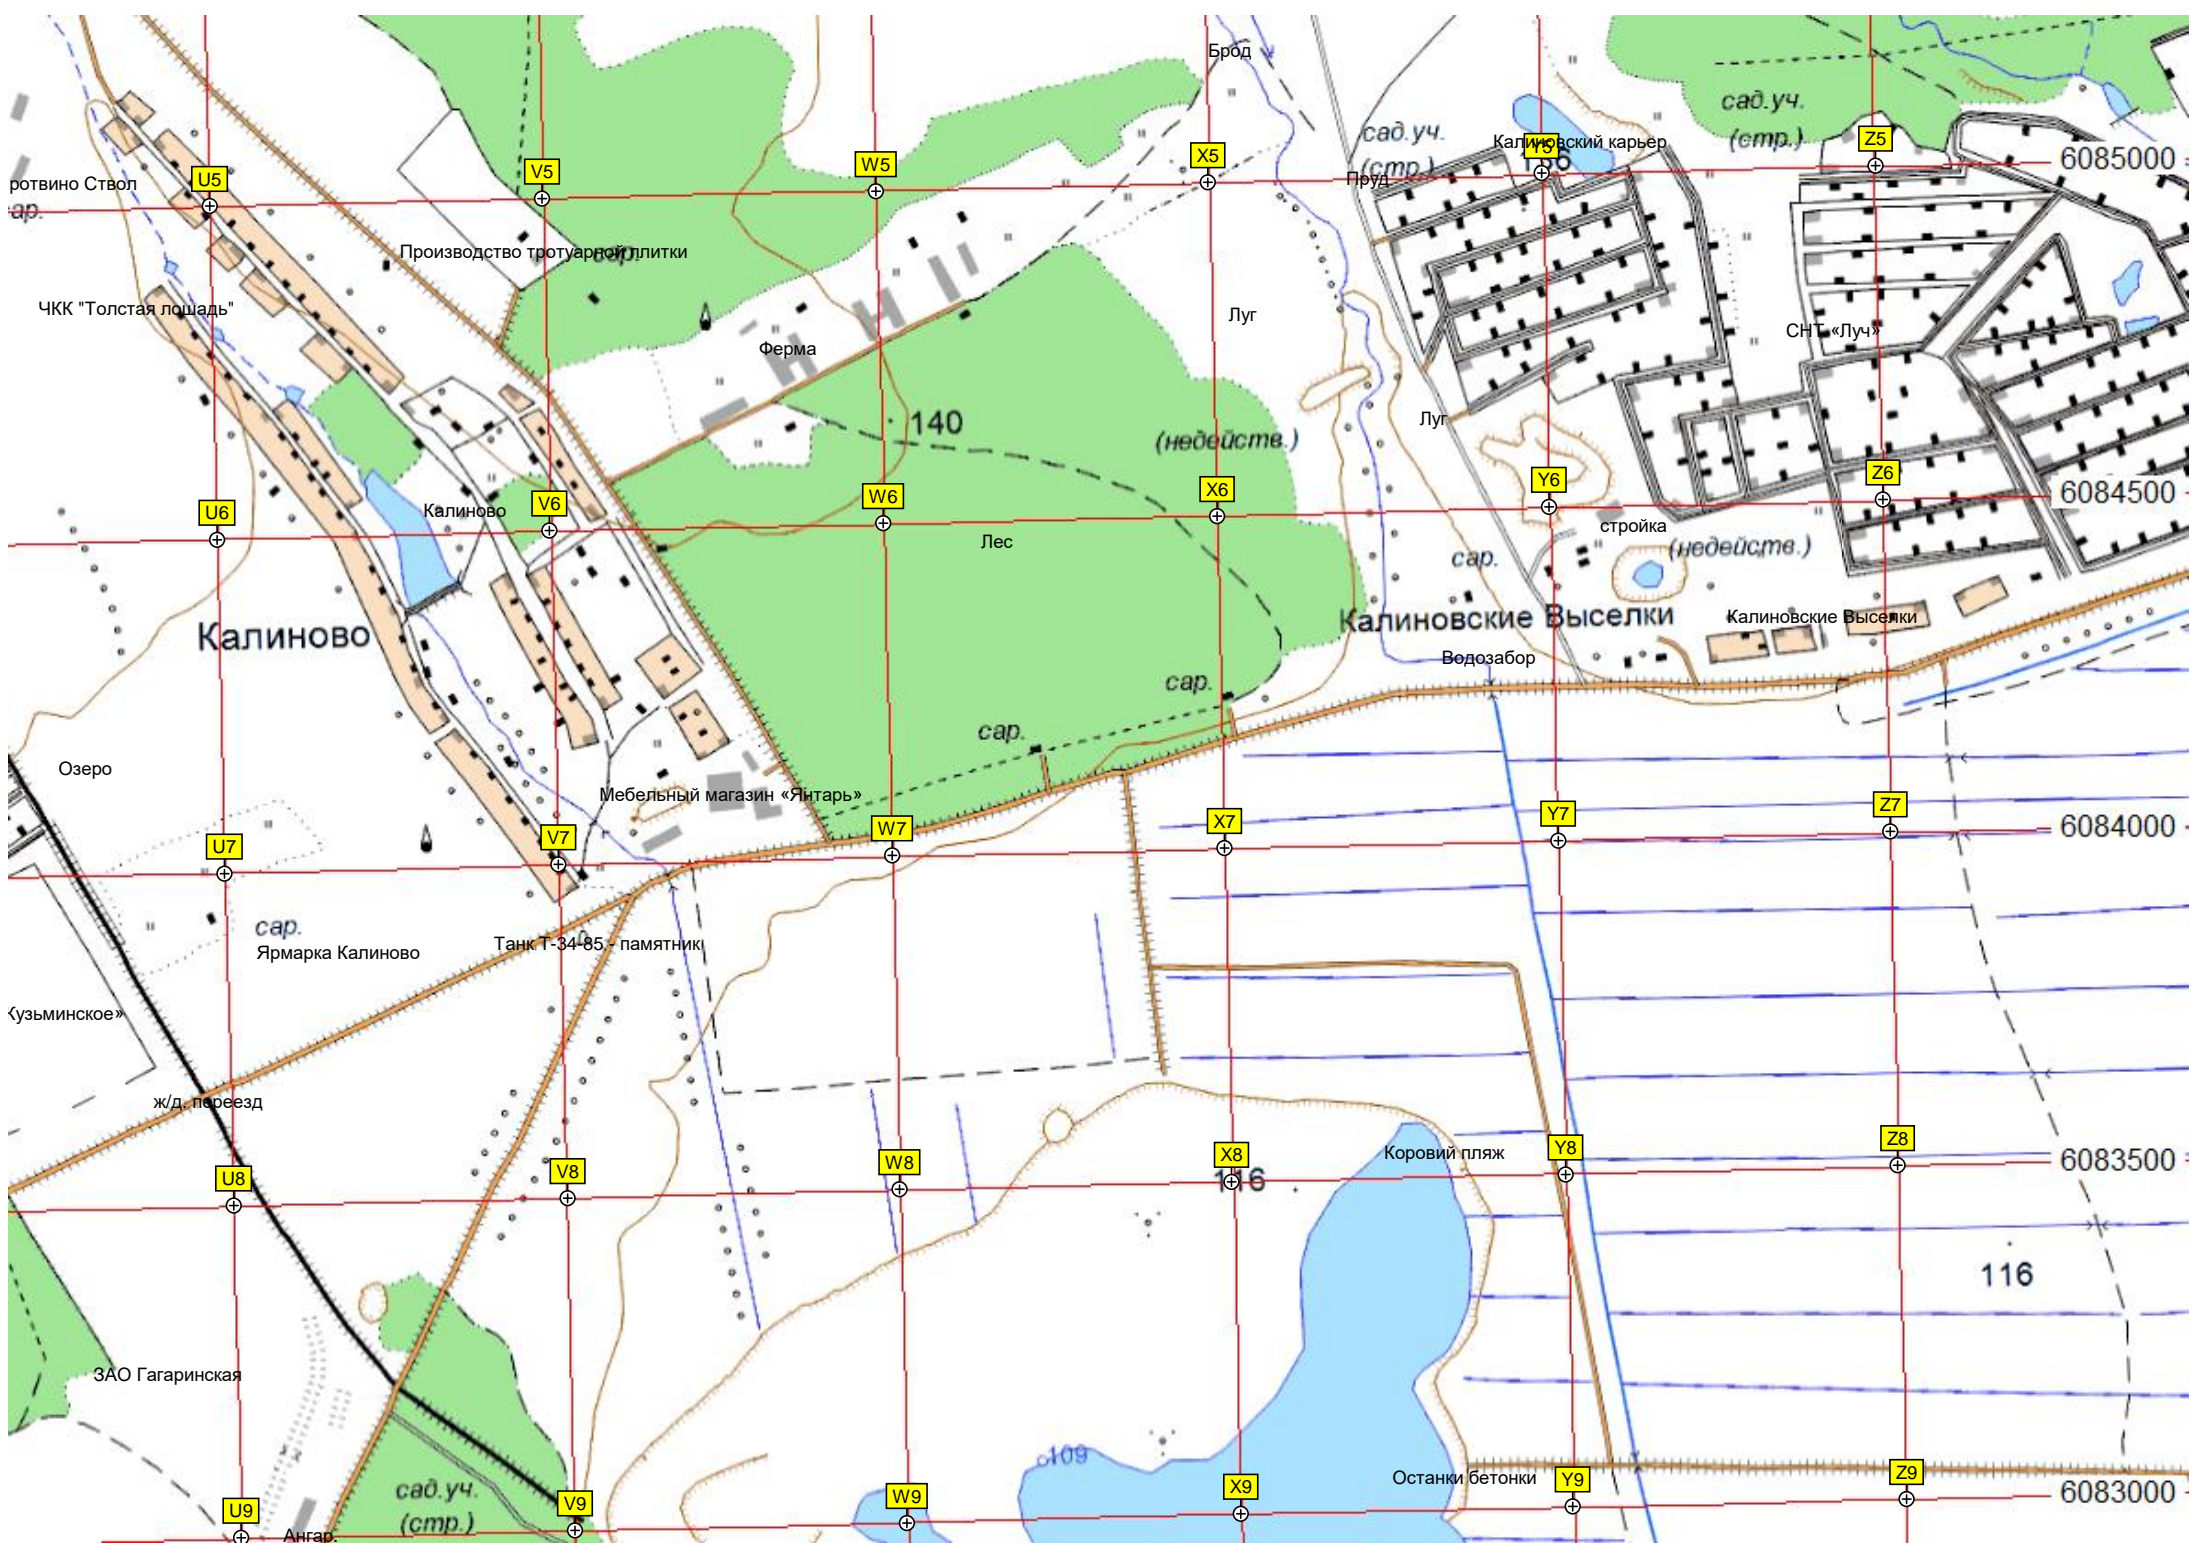 Брод
сад.уч.
(стр.)
сад.уч.
(стр.)
Калиновский карьер
Y5
Z5
6085000
X5
W5
V5
U5
Пруд
ротвино Ствол
ар.
Производство тротуарной плитки
сар.
ЧКК "Толстая лошадь"
Луг
СНТ «Луч»
Ферма
140
Луг
(недейств.)
Z6
Y6
X6
W6
V6
U6
6084500
Калиново
стройка
Лес
(недейств.)
сар.
Калиново
Калиновские Выселки
Калиновские Выселки
Водозабор
сар.
сар.
Озеро
Мебельный магазин «Янтарь»
Z7
Y7
X7
W7
V7
U7
6084000
сар.
Ярмарка Калиново
Танк Т-34-85 - памятник
Кузьминское»
ж/д. переезд
Z8
Y8
X8
W8
V8
U8
6083500
Коровий пляж
116
116
ЗАО Гагаринская
109
Останки бетонки
сад.уч.
(стр.)
Z9
Y9
X9
W9
V9
U9
6083000
Ангар.